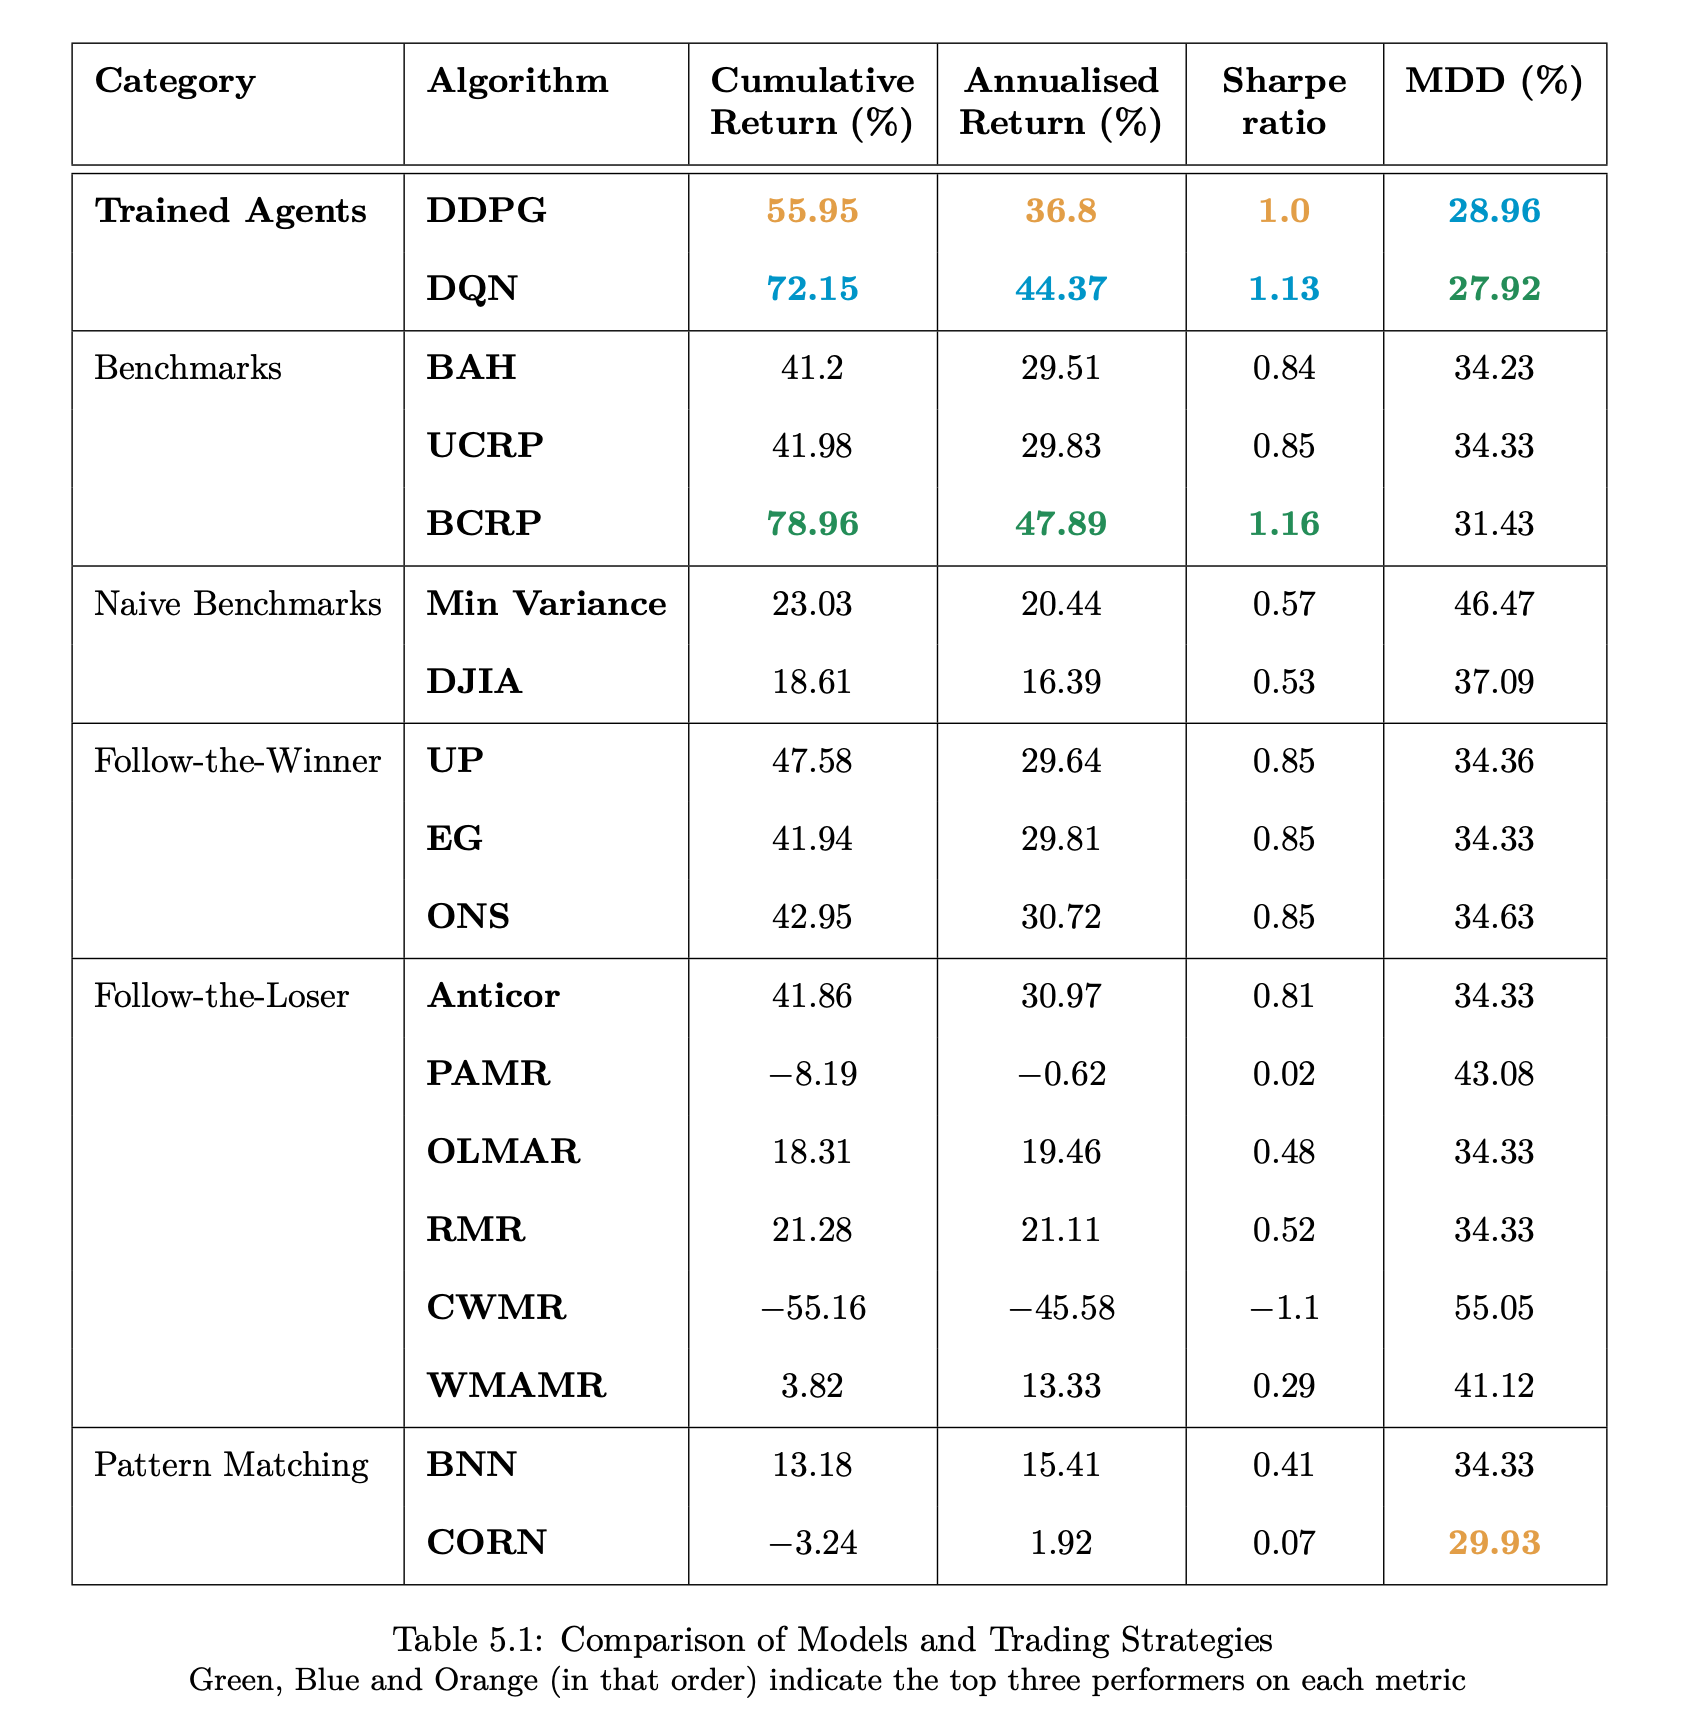 Category Algorithm Cumulative Return (%) Annualised Return (%) Sharpe ratio MDD (%)
Trained Agents DDPG 55.95 36.8 1.0 28.96
DQN 72.15 44.37 1.13 27.92
Benchmarks BAH 41.2 29.51 0.84 34.23
UCRP 41.98 29.83 0.85 34.33
BCRP 78.96 47.89 1.16 31.43
Naive Benchmarks Min Variance 23.03 20.44 0.57 46.47
DJIA 18.61 16.39 0.53 37.09
Follow-the-Winner UP 47.58 29.64 0.85 34.36
EG 41.94 29.81 0.85 34.33
ONS 42.95 30.72 0.85 34.63
Follow-the-Loser Anticor 41.86 30.97 0.81 34.33
PAMR −8.19 −0.62 0.02 43.08
OLMAR 18.31 19.46 0.48 34.33
RMR 21.28 21.11 0.52 34.33
CWMR −55.16 −45.58 −1.1 55.05
WMAMR 3.82 13.33 0.29 41.12
Pattern Matching BNN 13.18 15.41 0.41 34.33
CORN −3.24 1.92 0.07 29.93
Table 5.1: Comparison of Models and Trading Strategies
Green, Blue and Orange (in that order) indicate the top three performers on each metric